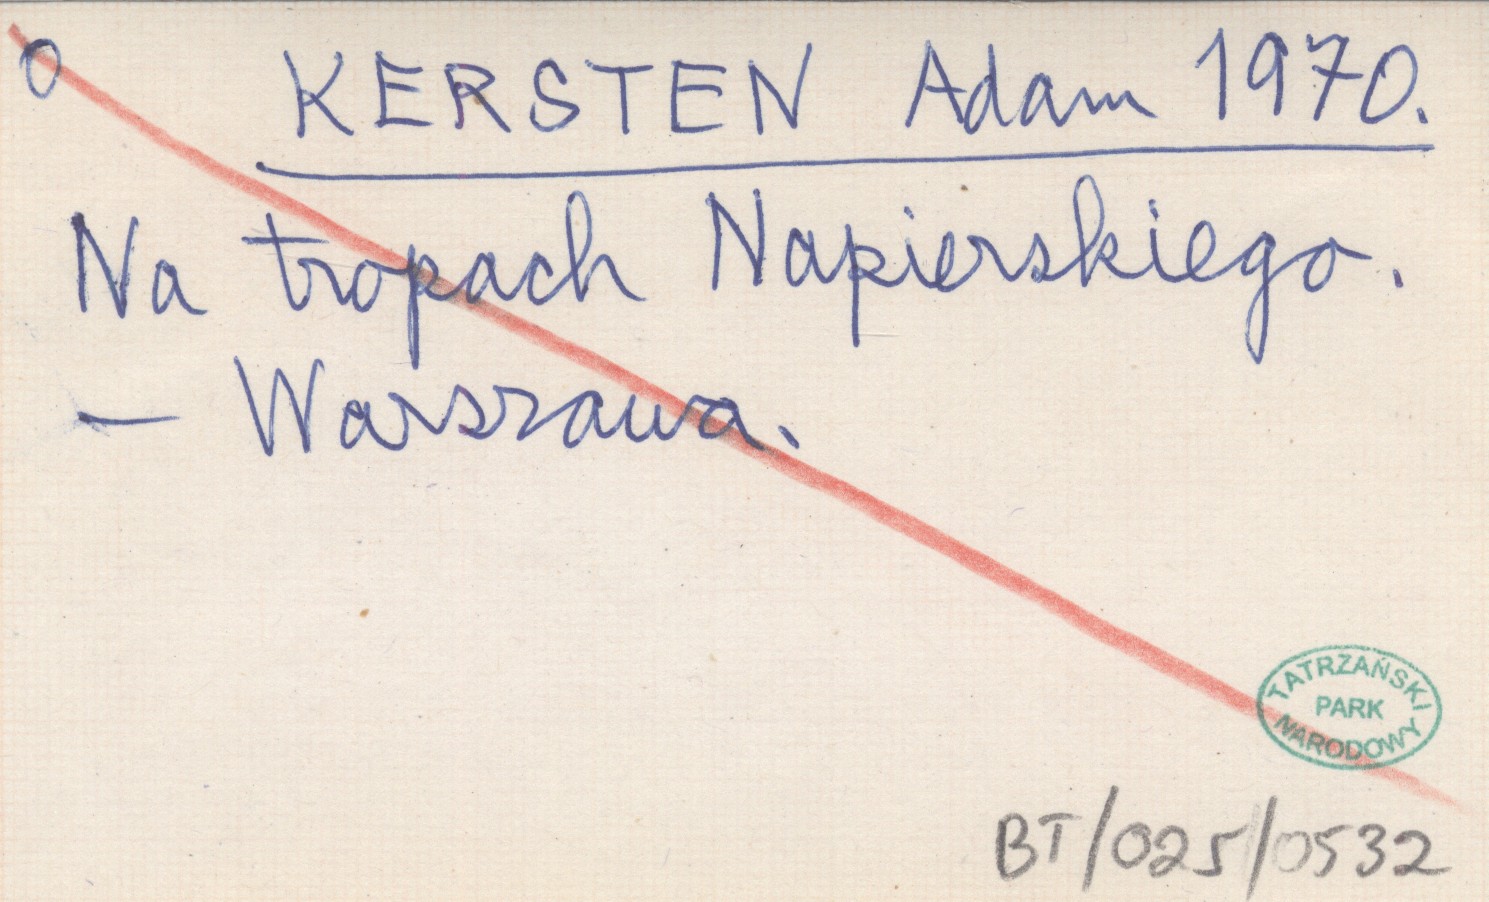 O
KERSTEN Adam 1970.
Na tropach Napierskiego.
— Warszawa.
TATRZAŃSKI
PARK
NARODOWY
BT/025/0532